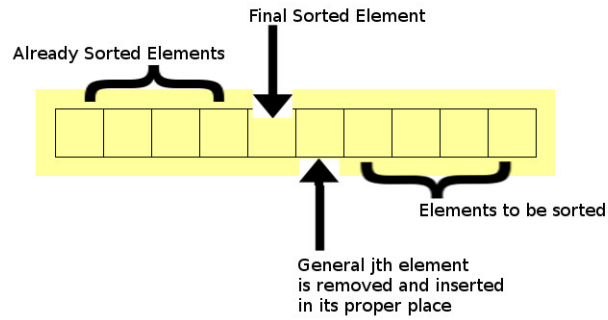 Final Sorted Element
Already Sorted Elements
Elements to be sorted
General jth element
is removed and inserted
in its proper place